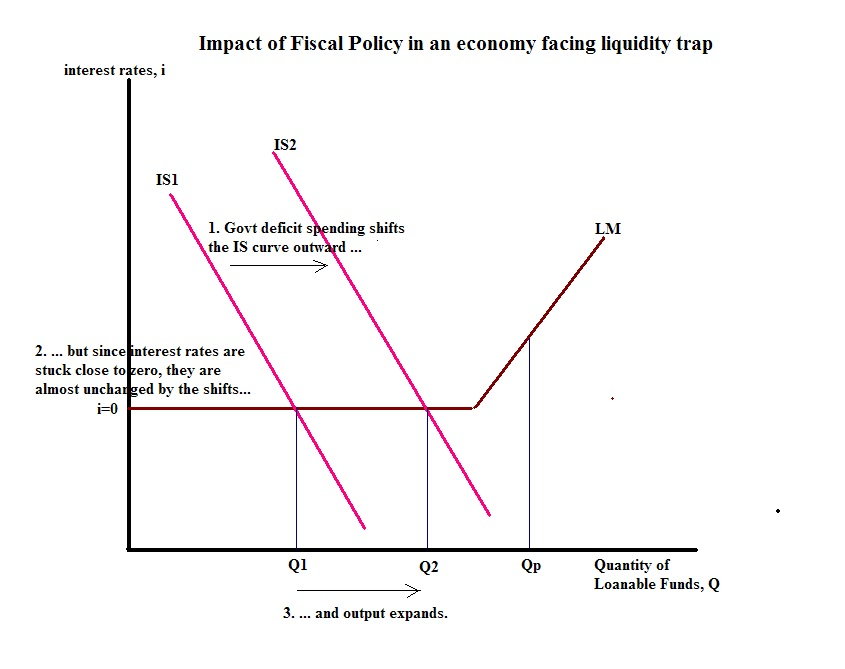 Impact of Fiscal Policy in an economy facing liquidity trap
interest rates, i
IS2
IS1
1. Govt deficit spending shifts
the IS curve outward ...
LM
2. ... but since interest rates are
stuck close to zero, they are
almost unchanged by the shifts...
i=0
Q1
Q2
Qp
Quantity of
Loanable Funds, Q
3. ... and output expands.